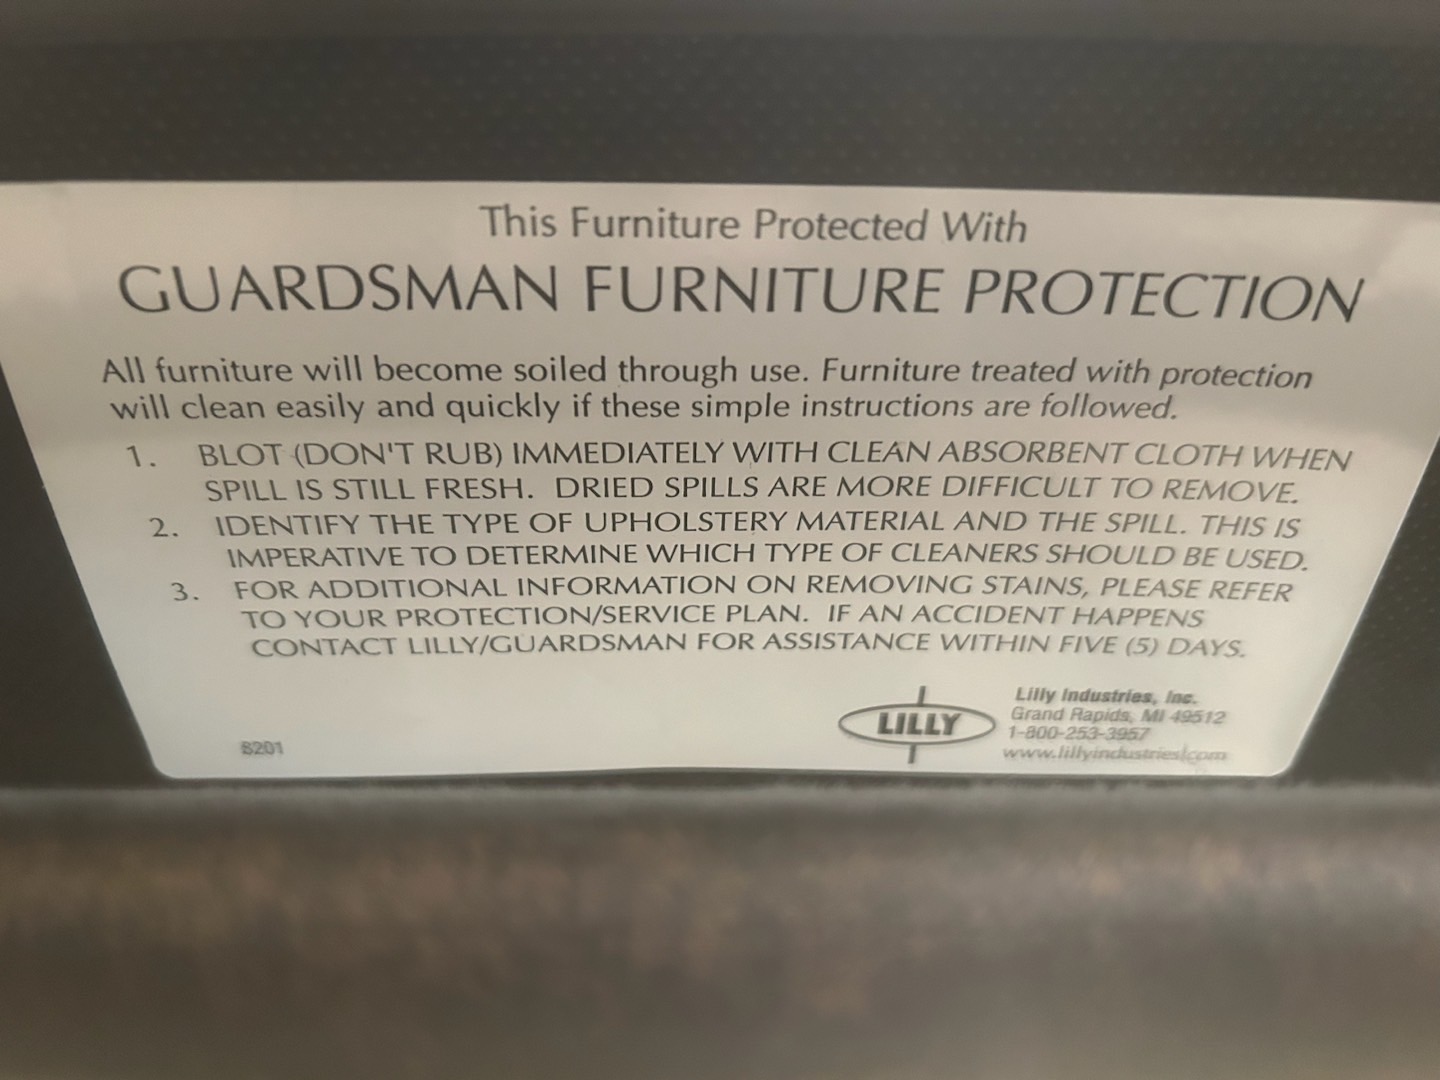 This Furniture Protected With
GUARDSMAN FURNITURE PROTECTION
All furniture will become soiled through use. Furniture treated with protection
will clean easily and quickly if these simple instructions are followed.
1. BLOT (DON'T RUB) IMMEDIATELY WITH CLEAN ABSORBENT CLOTH WHEN
SPILL IS STILL FRESH. DRIED SPILLS ARE MORE DIFFICULT TO REMOVE.
2. IDENTIFY THE TYPE OF UPHOLSTERY MATERIAL AND THE SPILL. THIS IS
IMPERATIVE TO DETERMINE WHICH TYPE OF CLEANERS SHOULD BE USED.
3. FOR ADDITIONAL INFORMATION ON REMOVING STAINS, PLEASE REFER
TO YOUR PROTECTION/SERVICE PLAN. IF AN ACCIDENT HAPPENS
CONTACT LILLY/GUARDSMAN FOR ASSISTANCE WITHIN FIVE (5) DAYS.
LILLY
Lilly Industries, Inc.
Grand Rapids, MI 49512
1-800-253-3957
www.lillyindustries.com
8201